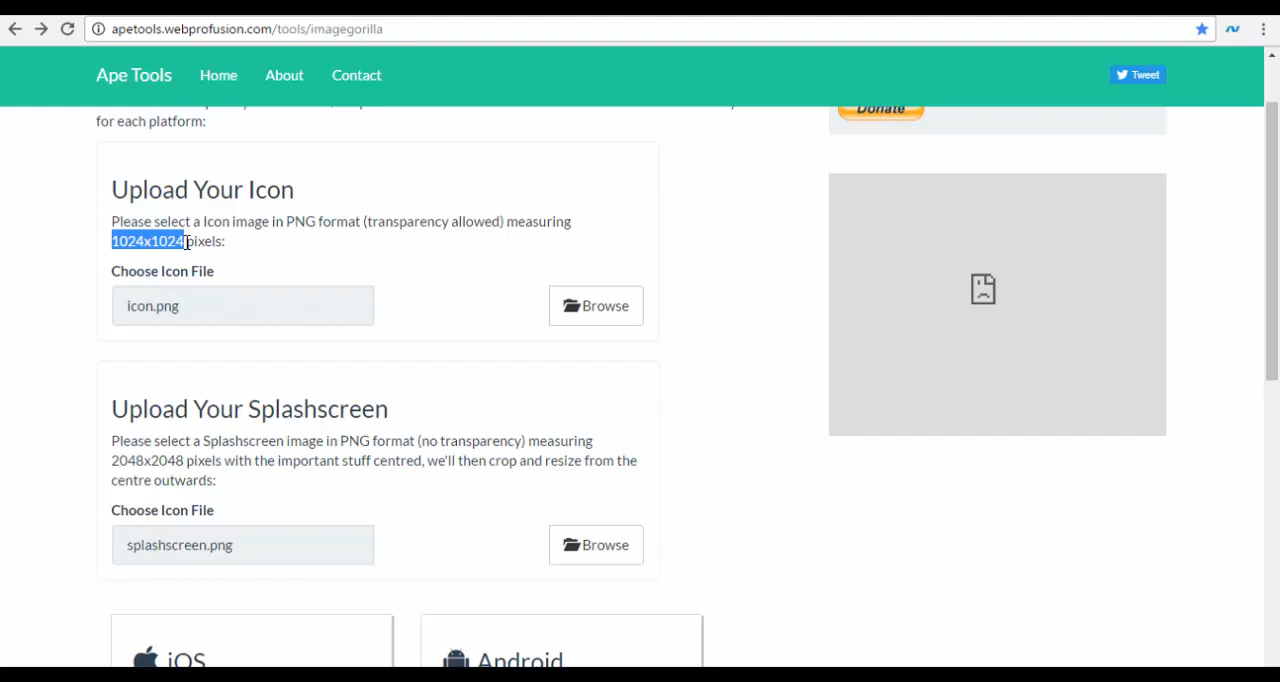 apetools.webprofusion.com/tools/imagegorilla
Ape Tools Home About Contact Tweet
for each platform:
Donate
Upload Your Icon
Please select a Icon image in PNG format (transparency allowed) measuring
1024x1024 pixels:
Choose Icon File
icon.png Browse
Upload Your Splashscreen
Please select a Splashscreen image in PNG format (no transparency) measuring
2048x2048 pixels with the important stuff centred, we'll then crop and resize from the
centre outwards:
Choose Icon File
splashscreen.png Browse
iOS Android